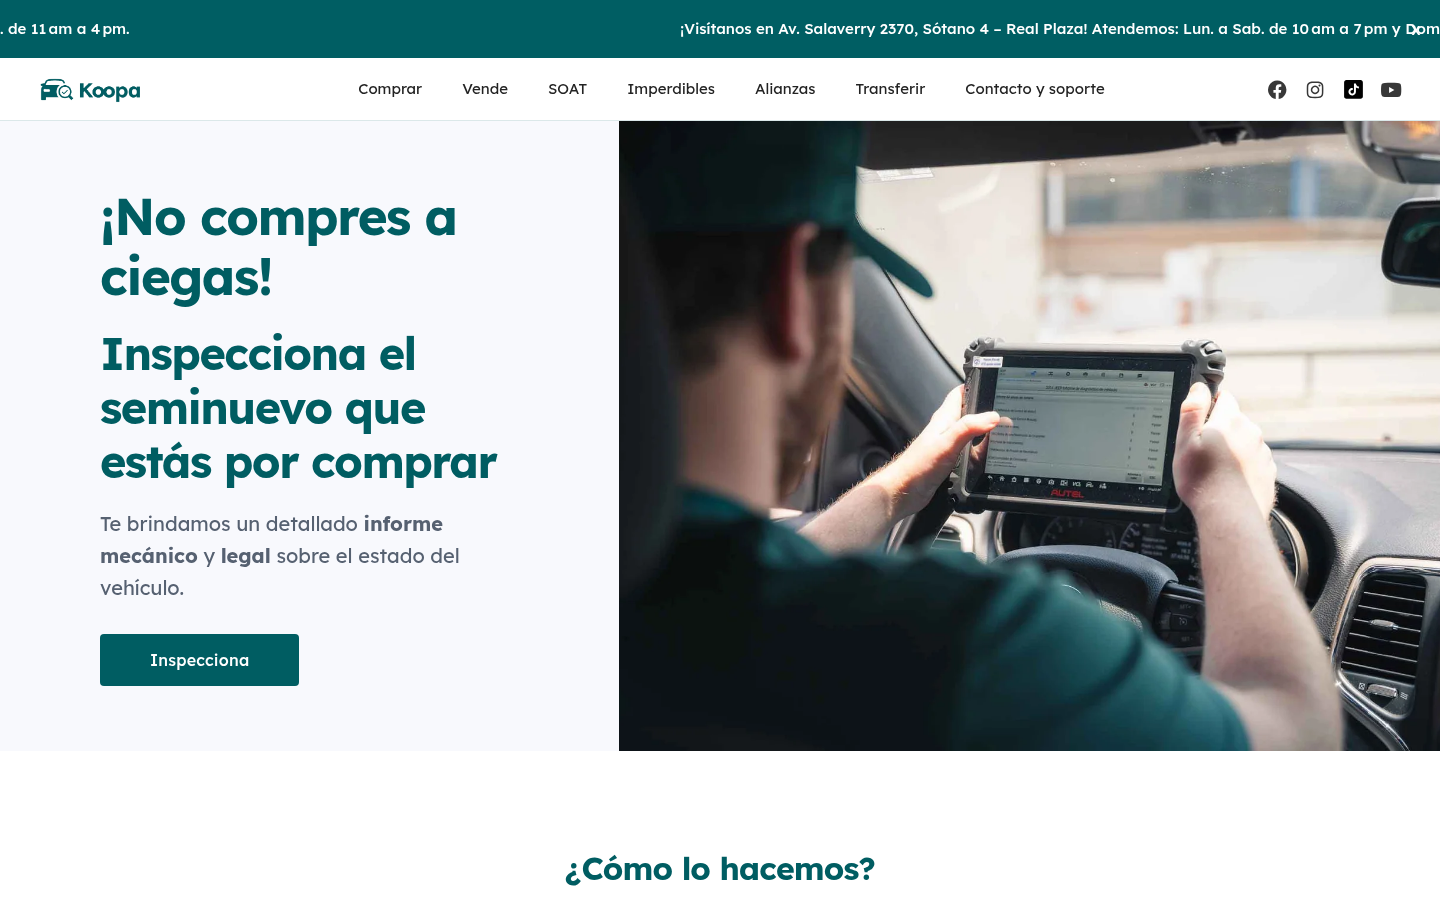 . de 11 am a 4 pm.
¡Visítanos en Av. Salaverry 2370, Sótano 4 – Real Plaza! Atendemos: Lun. a Sab. de 10 am a 7 pm y Dom
Koopa
Comprar
Vende
SOAT
Imperdibles
Alianzas
Transferir
Contacto y soporte
¡No compres a
ciegas!
Inspecciona el
seminuevo que
estás por comprar
Te brindamos un detallado informe
mecánico y legal sobre el estado del
vehículo.
Inspecciona
AUTEL
¿Cómo lo hacemos?